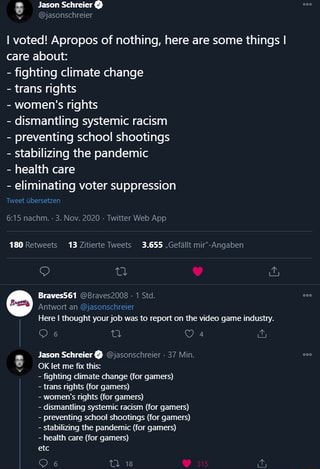 Jason Schreier
@jasonschreier
I voted! Apropos of nothing, here are some things I
care about:
- fighting climate change
- trans rights
- women's rights
- dismantling systemic racism
- preventing school shootings
- stabilizing the pandemic
- health care
- eliminating voter suppression
Tweet übersetzen
6:15 nachm. · 3. Nov. 2020 · Twitter Web App
180 Retweets 13 Zitierte Tweets 3.655 „Gefällt mir“-Angaben
Braves561 @Braves2008 · 1 Std.
Antwort an @jasonschreier
Here I thought your job was to report on the video game industry.
6 4
Jason Schreier @jasonschreier · 37 Min.
OK let me fix this:
- fighting climate change (for gamers)
- trans rights (for gamers)
- women's rights (for gamers)
- dismantling systemic racism (for gamers)
- preventing school shootings (for gamers)
- stabilizing the pandemic (for gamers)
- health care (for gamers)
etc
6 18 315